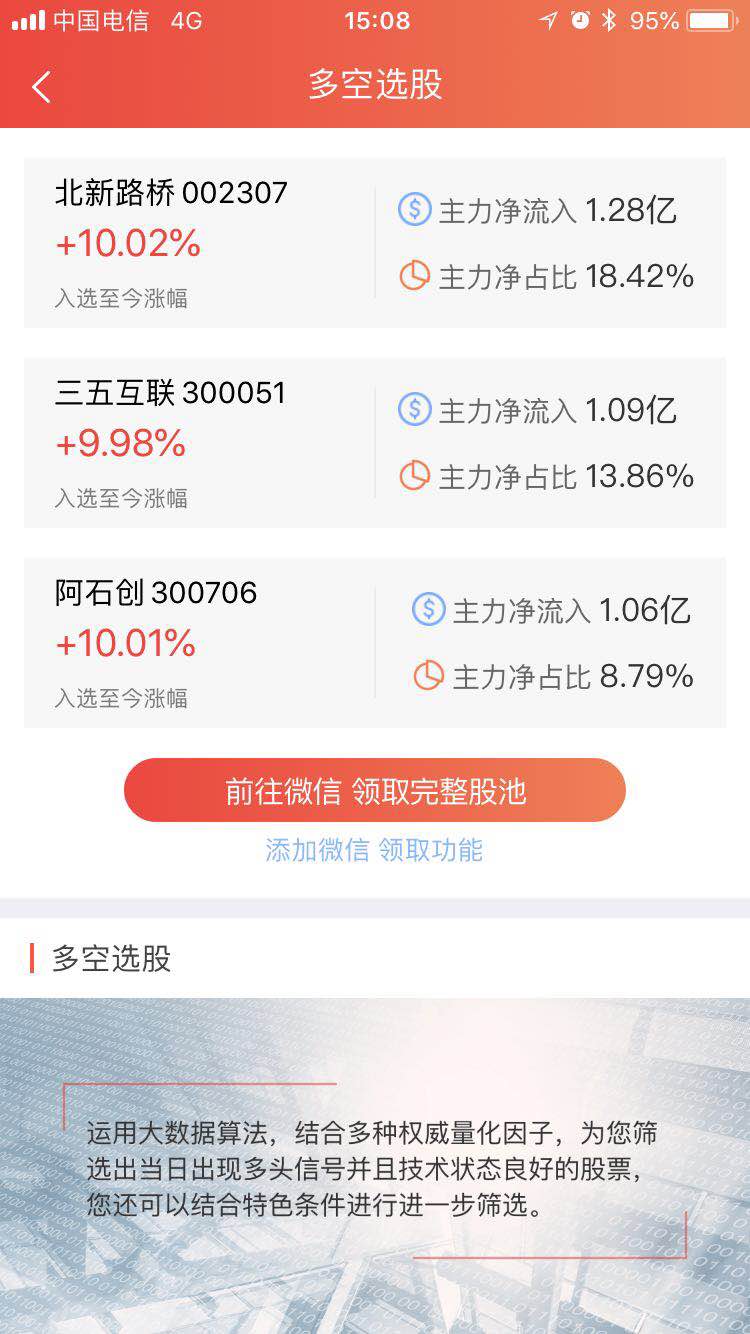 中国电信 4G 15:08 95%
多空选股
北新路桥 002307
+10.02%
入选至今涨幅
主力净流入 1.28亿
主力净占比 18.42%
三五互联 300051
+9.98%
入选至今涨幅
主力净流入 1.09亿
主力净占比 13.86%
阿石创 300706
+10.01%
入选至今涨幅
主力净流入 1.06亿
主力净占比 8.79%
前往微信 领取完整股池
添加微信 领取功能
多空选股
运用大数据算法，结合多种权威量化因子，为您筛
选出当日出现多头信号并且技术状态良好的股票，
您还可以结合特色条件进行进一步筛选。